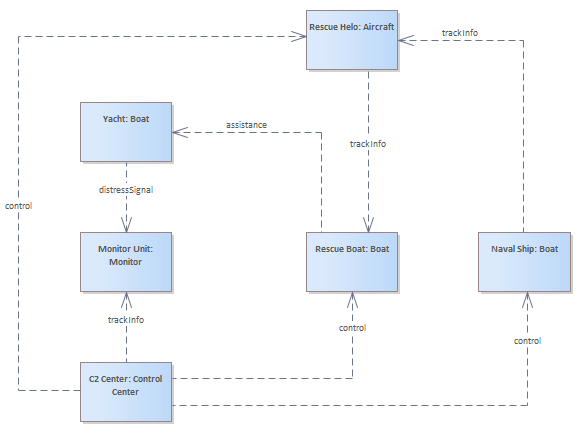 Rescue Helo: Aircraft
trackInfo
Yacht: Boat
assistance
trackInfo
distressSignal
control
Monitor Unit:
Monitor
Rescue Boat: Boat
Naval Ship: Boat
trackInfo
control
control
C2 Center: Control
Center